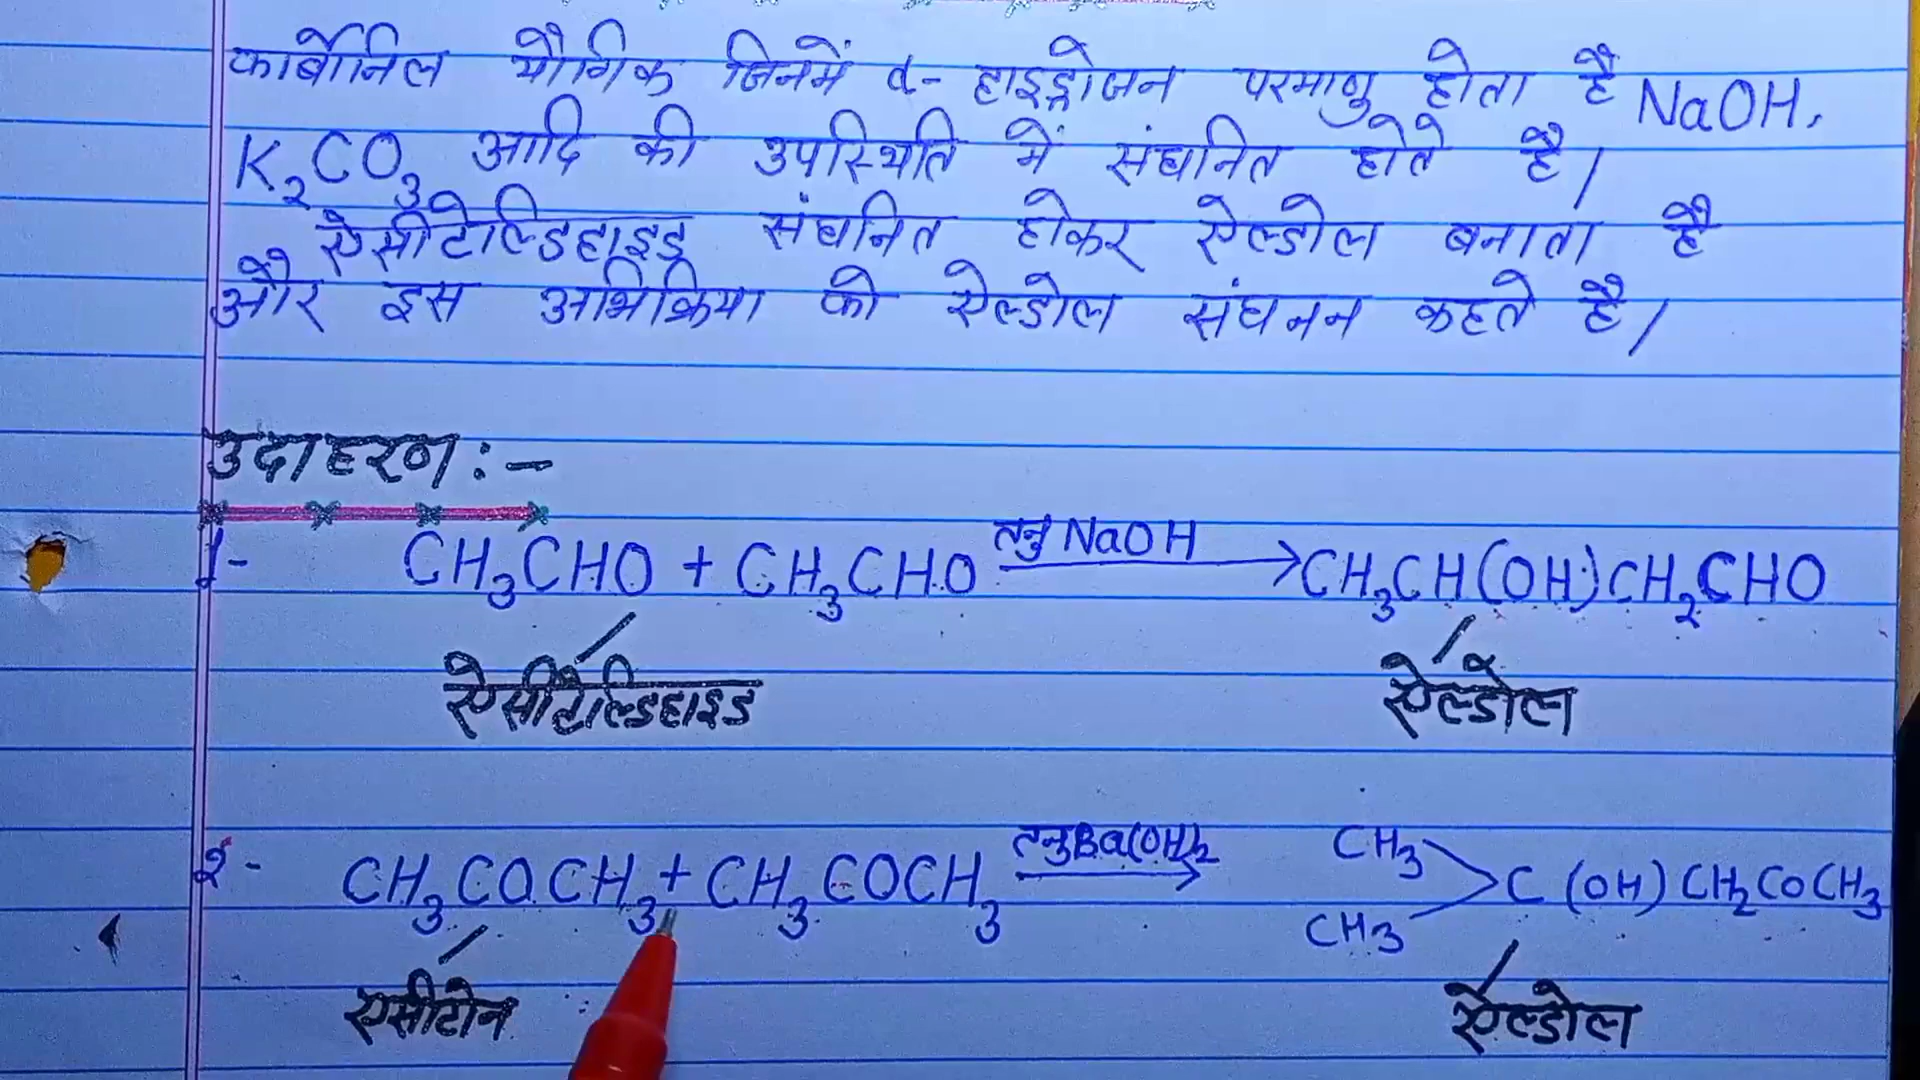 कार्बोनिल यौगिक जिनमें α- हाइड्रोजन परमाणु होता है NaOH,
K₂CO₃ आदि की उपस्थिति में संघनित होते है।
ऐसीटेल्डिहाइड संघनित होकर ऐल्डोल बनाता है
और इस अभिक्रिया को ऐल्डोल संघनन कहते है।
उदाहरण:-
1- CH₃CHO + CH₃CHO तनु NaOH → CH₃CH(OH)CH₂CHO
ऐसीटेल्डिहाइड ऐल्डोल
2- CH₃COCH₃ + CH₃COCH₃ तनु Ba(OH)₂ → CH₃ CH₃ > C (OH) CH₂COCH₃
एसीटोन ऐल्डोल